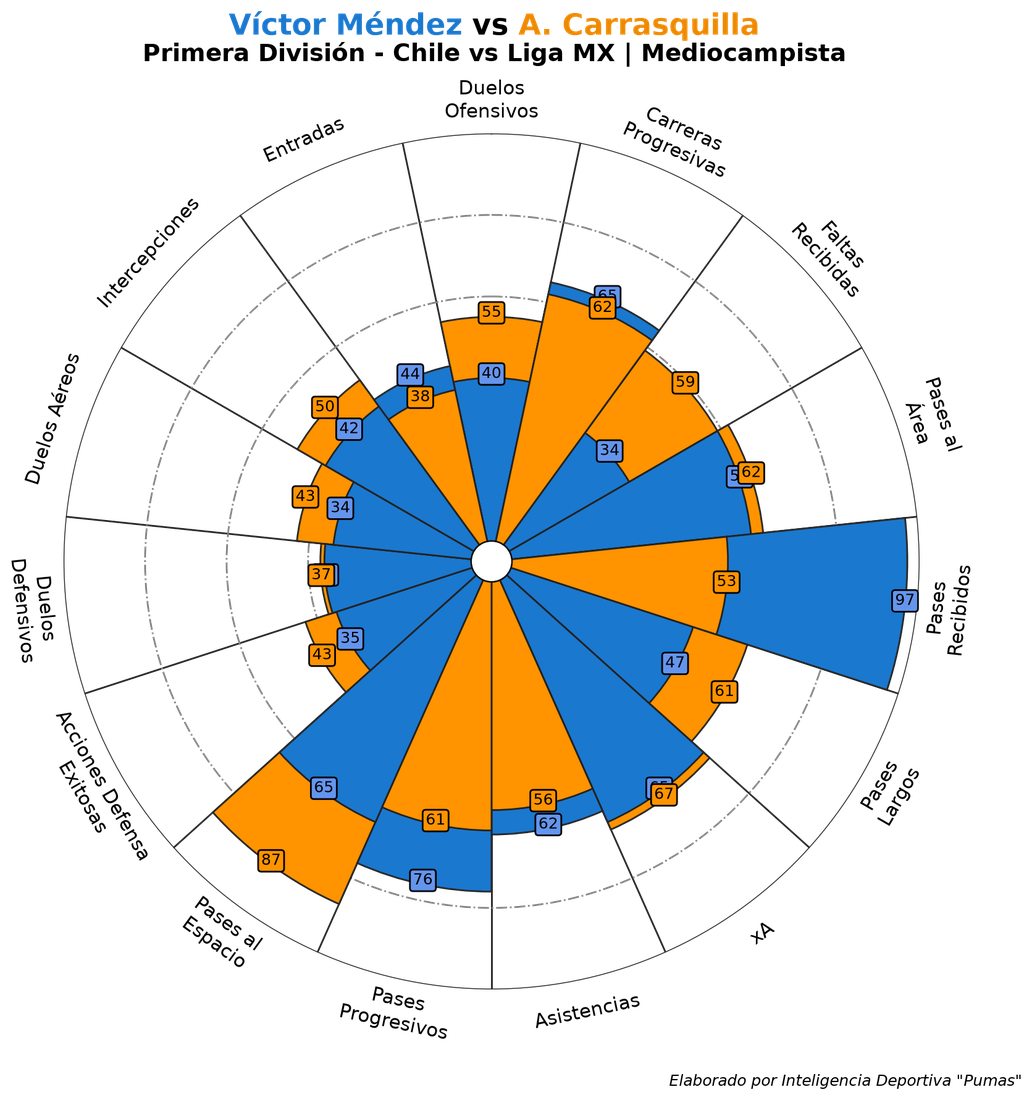 Víctor Méndez vs A. Carrasquilla
Primera División - Chile vs Liga MX | Mediocampista
Duelos
Ofensivos
Carreras
Progresivas
Faltas
Recibidas
Pases al
Área
Pases
Recibidos
Pases
Largos
xA
Asistencias
Pases
Progresivos
Pases al
Espacio
Acciones Defensa
Exitosas
Duelos
Defensivos
Duelos Aéreos
Intercepciones
Entradas
55
40
65
62
59
34
62
97
53
47
61
67
56
62
61
76
65
87
35
43
37
43
34
50
42
44
38
Elaborado por Inteligencia Deportiva "Pumas"